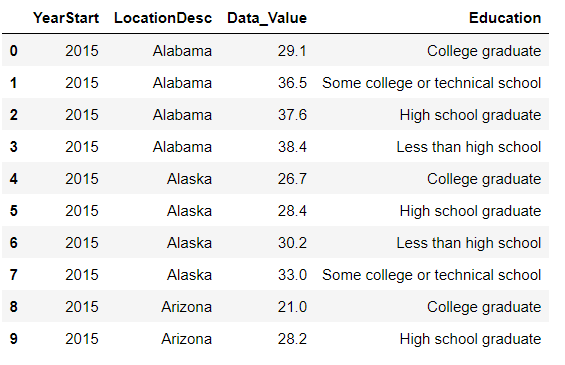 YearStart LocationDesc Data_Value Education
0 2015 Alabama 29.1 College graduate
1 2015 Alabama 36.5 Some college or technical school
2 2015 Alabama 37.6 High school graduate
3 2015 Alabama 38.4 Less than high school
4 2015 Alaska 26.7 College graduate
5 2015 Alaska 28.4 High school graduate
6 2015 Alaska 30.2 Less than high school
7 2015 Alaska 33.0 Some college or technical school
8 2015 Arizona 21.0 College graduate
9 2015 Arizona 28.2 High school graduate